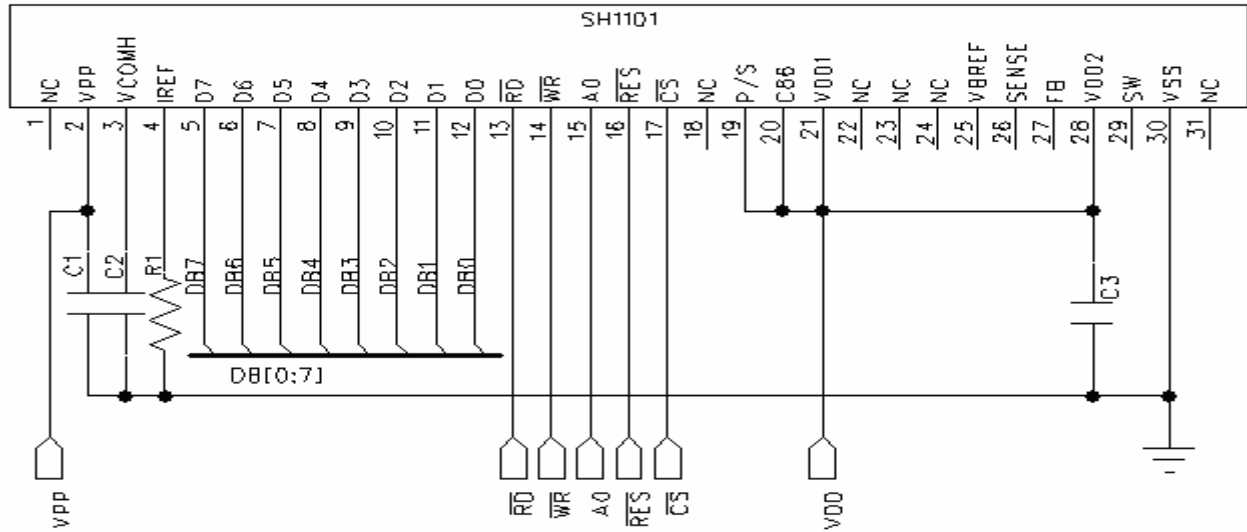 SH1101
NC
VPP
VCOMH
IREF
D7
D6
D5
D4
D3
D2
D1
D0
RD
WR
A0
RES
CS
NC
P/S
C86
VDD1
NC
NC
NC
VBREF
SENSE
FB
VDD2
SW
VSS
NC
1
2
3
4
5
6
7
8
9
10
11
12
13
14
15
16
17
18
19
20
21
22
23
24
25
26
27
28
29
30
31
C1
C2
R1
DB7
DB6
DB5
DB4
DB3
DB2
DB1
DB0
C3
DB[0:7]
VPP
RD
WR
A0
RES
CS
VDD